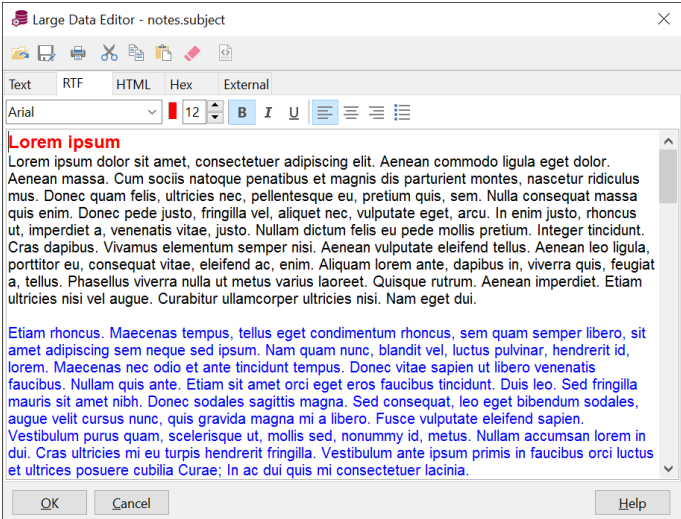 Large Data Editor - notes.subject
Text RTF HTML Hex External
Arial 12 B I U
Lorem ipsum
Lorem ipsum dolor sit amet, consectetuer adipiscing elit. Aenean commodo ligula eget dolor.
Aenean massa. Cum sociis natoque penatibus et magnis dis parturient montes, nascetur ridiculus
mus. Donec quam felis, ultricies nec, pellentesque eu, pretium quis, sem. Nulla consequat massa
quis enim. Donec pede justo, fringilla vel, aliquet nec, vulputate eget, arcu. In enim justo, rhoncus
ut, imperdiet a, venenatis vitae, justo. Nullam dictum felis eu pede mollis pretium. Integer tincidunt.
Cras dapibus. Vivamus elementum semper nisi. Aenean vulputate eleifend tellus. Aenean leo ligula,
porttitor eu, consequat vitae, eleifend ac, enim. Aliquam lorem ante, dapibus in, viverra quis, feugiat
a, tellus. Phasellus viverra nulla ut metus varius laoreet. Quisque rutrum. Aenean imperdiet. Etiam
ultricies nisi vel augue. Curabitur ullamcorper ultricies nisi. Nam eget dui.
Etiam rhoncus. Maecenas tempus, tellus eget condimentum rhoncus, sem quam semper libero, sit
amet adipiscing sem neque sed ipsum. Nam quam nunc, blandit vel, luctus pulvinar, hendrerit id,
lorem. Maecenas nec odio et ante tincidunt tempus. Donec vitae sapien ut libero venenatis
faucibus. Nullam quis ante. Etiam sit amet orci eget eros faucibus tincidunt. Duis leo. Sed fringilla
mauris sit amet nibh. Donec sodales sagittis magna. Sed consequat, leo eget bibendum sodales,
augue velit cursus nunc, quis gravida magna mi a libero. Fusce vulputate eleifend sapien.
Vestibulum purus quam, scelerisque ut, mollis sed, nonummy id, metus. Nullam accumsan lorem in
dui. Cras ultricies mi eu turpis hendrerit fringilla. Vestibulum ante ipsum primis in faucibus orci luctus
et ultrices posuere cubilia Curae; In ac dui quis mi consectetuer lacinia.
OK Cancel Help